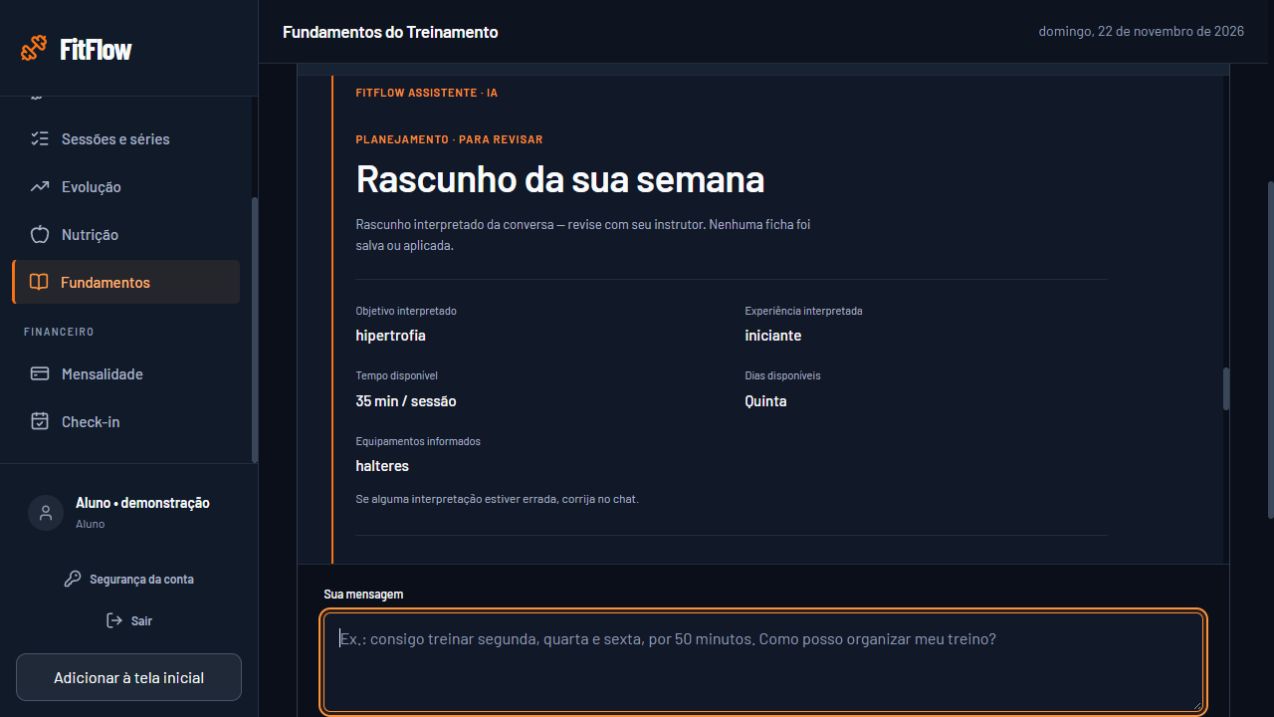 FitFlow
Sessões e séries
Evolução
Nutrição
Fundamentos
FINANCEIRO
Mensalidade
Check-in
Aluno • demonstração
Aluno
Segurança da conta
Sair
Adicionar à tela inicial
Fundamentos do Treinamento
domingo, 22 de novembro de 2026
FITFLOW ASSISTENTE · IA
PLANEJAMENTO · PARA REVISAR
Rascunho da sua semana
Rascunho interpretado da conversa — revise com seu instrutor. Nenhuma ficha foi
salva ou aplicada.
Objetivo interpretado
hipertrofia
Experiência interpretada
iniciante
Tempo disponível
35 min / sessão
Dias disponíveis
Quinta
Equipamentos informados
halteres
Se alguma interpretação estiver errada, corrija no chat.
Sua mensagem
Ex.: consigo treinar segunda, quarta e sexta, por 50 minutos. Como posso organizar meu treino?